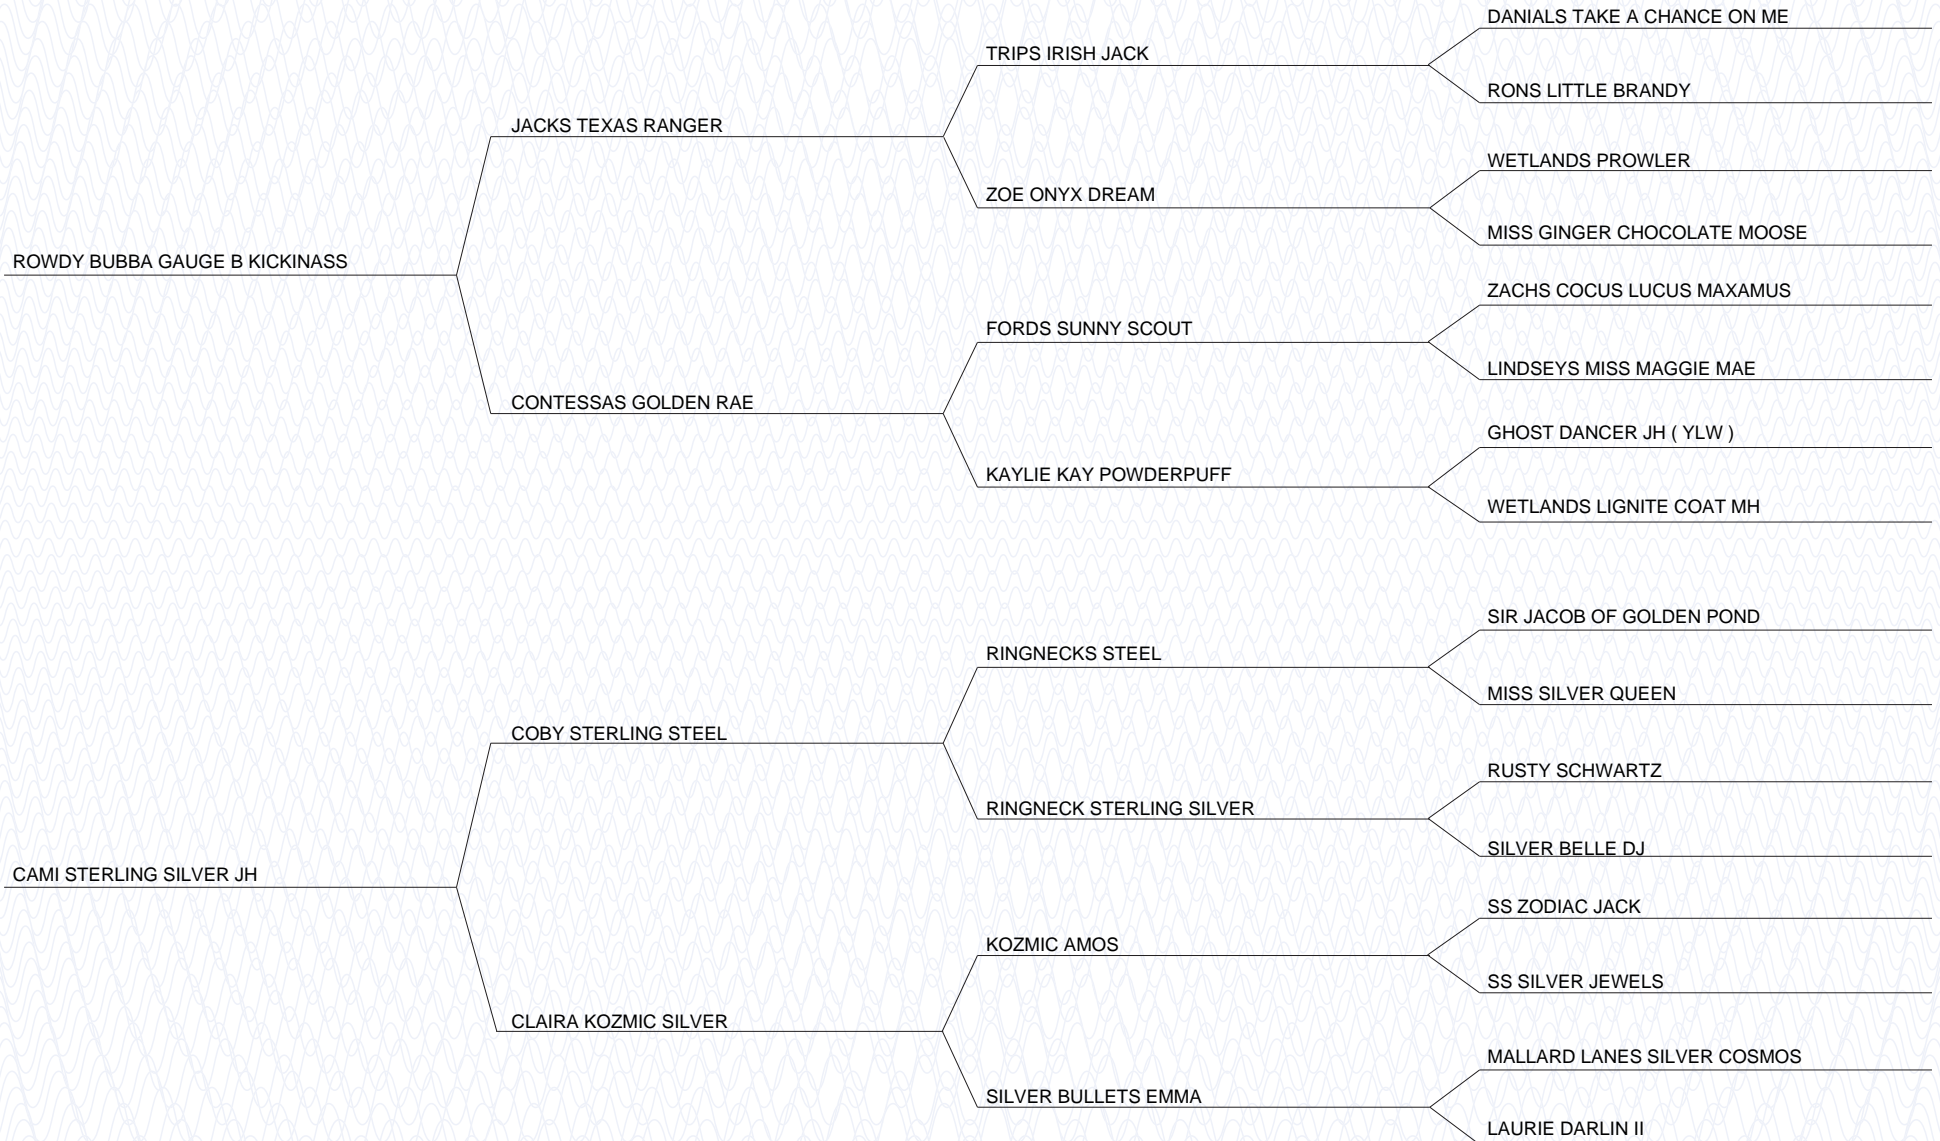 DANIALS TAKE A CHANCE ON ME
TRIPS IRISH JACK
RONS LITTLE BRANDY
JACKS TEXAS RANGER
WETLANDS PROWLER
ZOE ONYX DREAM
MISS GINGER CHOCOLATE MOOSE
ROWDY BUBBA GAUGE B KICKINASS
ZACHS COCUS LUCUS MAXAMUS
FORDS SUNNY SCOUT
LINDSEYS MISS MAGGIE MAE
CONTESSAS GOLDEN RAE
GHOST DANCER JH ( YLW )
KAYLIE KAY POWDERPUFF
WETLANDS LIGNITE COAT MH
SIR JACOB OF GOLDEN POND
RINGNECKS STEEL
MISS SILVER QUEEN
COBY STERLING STEEL
RUSTY SCHWARTZ
RINGNECK STERLING SILVER
SILVER BELLE DJ
CAMI STERLING SILVER JH
SS ZODIAC JACK
KOZMIC AMOS
SS SILVER JEWELS
CLAIRA KOZMIC SILVER
MALLARD LANES SILVER COSMOS
SILVER BULLETS EMMA
LAURIE DARLIN II